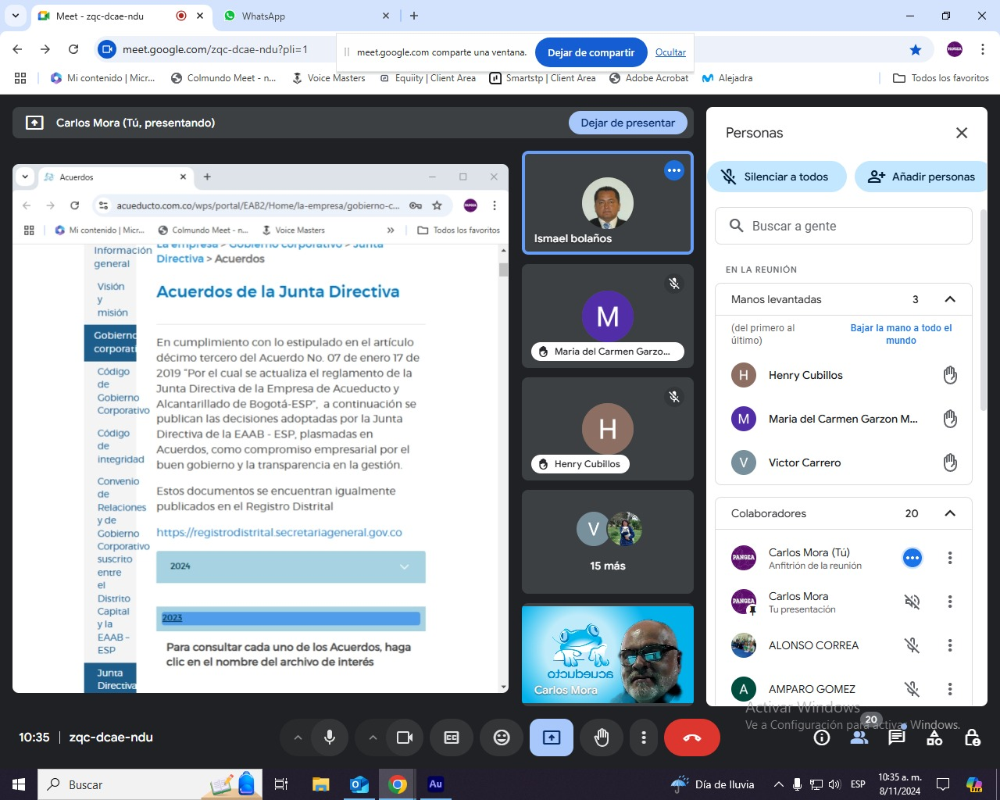 Meet - zqc-dcae-ndu
WhatsApp
meet.google.com/zqc-dcae-ndu?pli=1
meet.google.com comparte una ventana.
Dejar de compartir
Ocultar
PANGEA
Mi contenido | Micr...
Colmundo Meet - n...
Voice Masters
Equiity | Client Area
Smartstp | Client Area
Adobe Acrobat
Alejadra
Todos los favoritos
Carlos Mora (Tú, presentando)
Dejar de presentar
Acuerdos
acueducto.com.co/wps/portal/EAB2/Home/la-empresa/gobierno-c...
PANGEA
Mi contenido | Micr...
Colmundo Meet - n...
Voice Masters
Todos los favoritos
Información
general
Visión
y
misión
Gobierno
corporati
Código
de
Gobierno
Corporativo
Código
de
integridad
Convenio
de
Relaciones
y de
Gobierno
Corporativo
suscrito
entre
el
Distrito
Capital
y la
EAAB –
ESP
Junta
Directiva
La empresa > Gobierno corporativo > Junta
Directiva > Acuerdos
Acuerdos de la Junta Directiva
En cumplimiento con lo estipulado en el artículo
décimo tercero del Acuerdo No. 07 de enero 17 de
2019 "Por el cual se actualiza el reglamento de la
Junta Directiva de la Empresa de Acueducto y
Alcantarillado de Bogotá-ESP", a continuación se
publican las decisiones adoptadas por la Junta
Directiva de la EAAB - ESP, plasmadas en
Acuerdos, como compromiso empresarial por el
buen gobierno y la transparencia en la gestión.
Estos documentos se encuentran igualmente
publicados en el Registro Distrital
https://registrodistrital.secretariageneral.gov.co
2024
2023
Para consultar cada uno de los Acuerdos, haga
clic en el nombre del archivo de interés
Ismael bolaños
M
Maria del Carmen Garzo...
H
Henry Cubillos
V
15 más
acueducto
Carlos Mora
Personas
Silenciar a todos
Añadir personas
Buscar a gente
EN LA REUNIÓN
Manos levantadas
3
(del primero al
último)
Bajar la mano a todo el
mundo
H
Henry Cubillos
M
Maria del Carmen Garzon M...
V
Victor Carrero
Colaboradores
20
PANGEA
Carlos Mora (Tú)
Anfitrión de la reunión
PANGEA
Carlos Mora
Tu presentación
ALONSO CORREA
A
AMPARO GOMEZ
Activar Windows
Ve a Configuración para activar Windows.
10:35
zqc-dcae-ndu
20
Buscar
Au
Día de lluvia
ESP
10:35 a. m.
8/11/2024
PRE